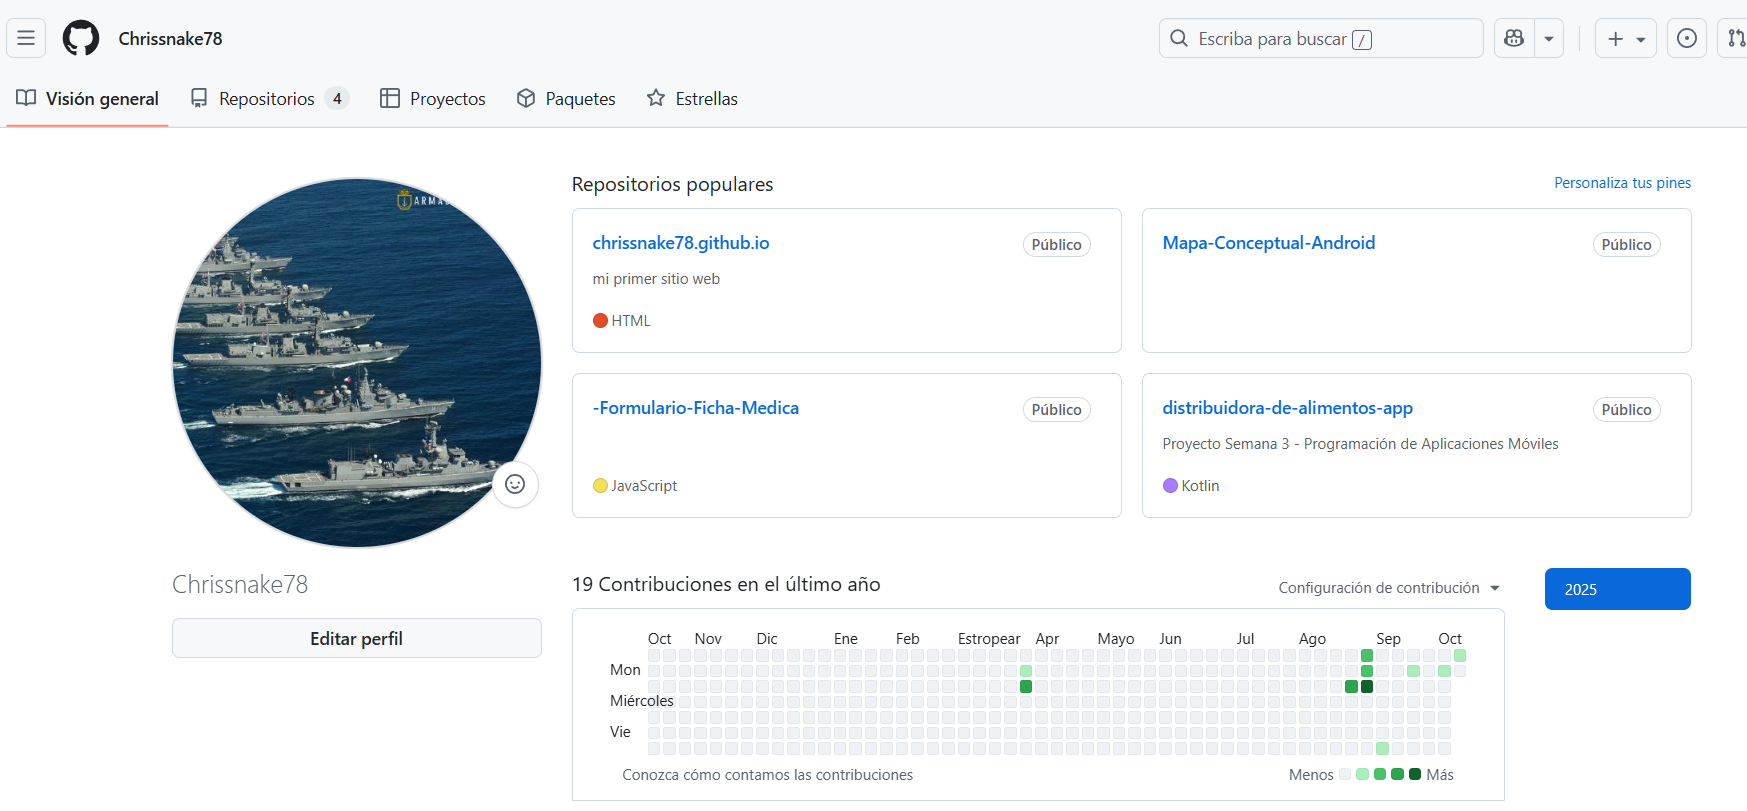 Chrissnake78
Escriba para buscar /
Visión general
Repositorios 4
Proyectos
Paquetes
Estrellas
Chrissnake78
Editar perfil
Repositorios populares
Personaliza tus pines
chrissnake78.github.io
Público
mi primer sitio web
HTML
Mapa-Conceptual-Android
Público
-Formulario-Ficha-Medica
Público
JavaScript
distribuidora-de-alimentos-app
Público
Proyecto Semana 3 - Programación de Aplicaciones Móviles
Kotlin
19 Contribuciones en el último año
Configuración de contribución
2025
Oct Nov Dic Ene Feb Estropear Apr Mayo Jun Jul Ago Sep Oct
Mon
Miércoles
Vie
Conozca cómo contamos las contribuciones
Menos Más